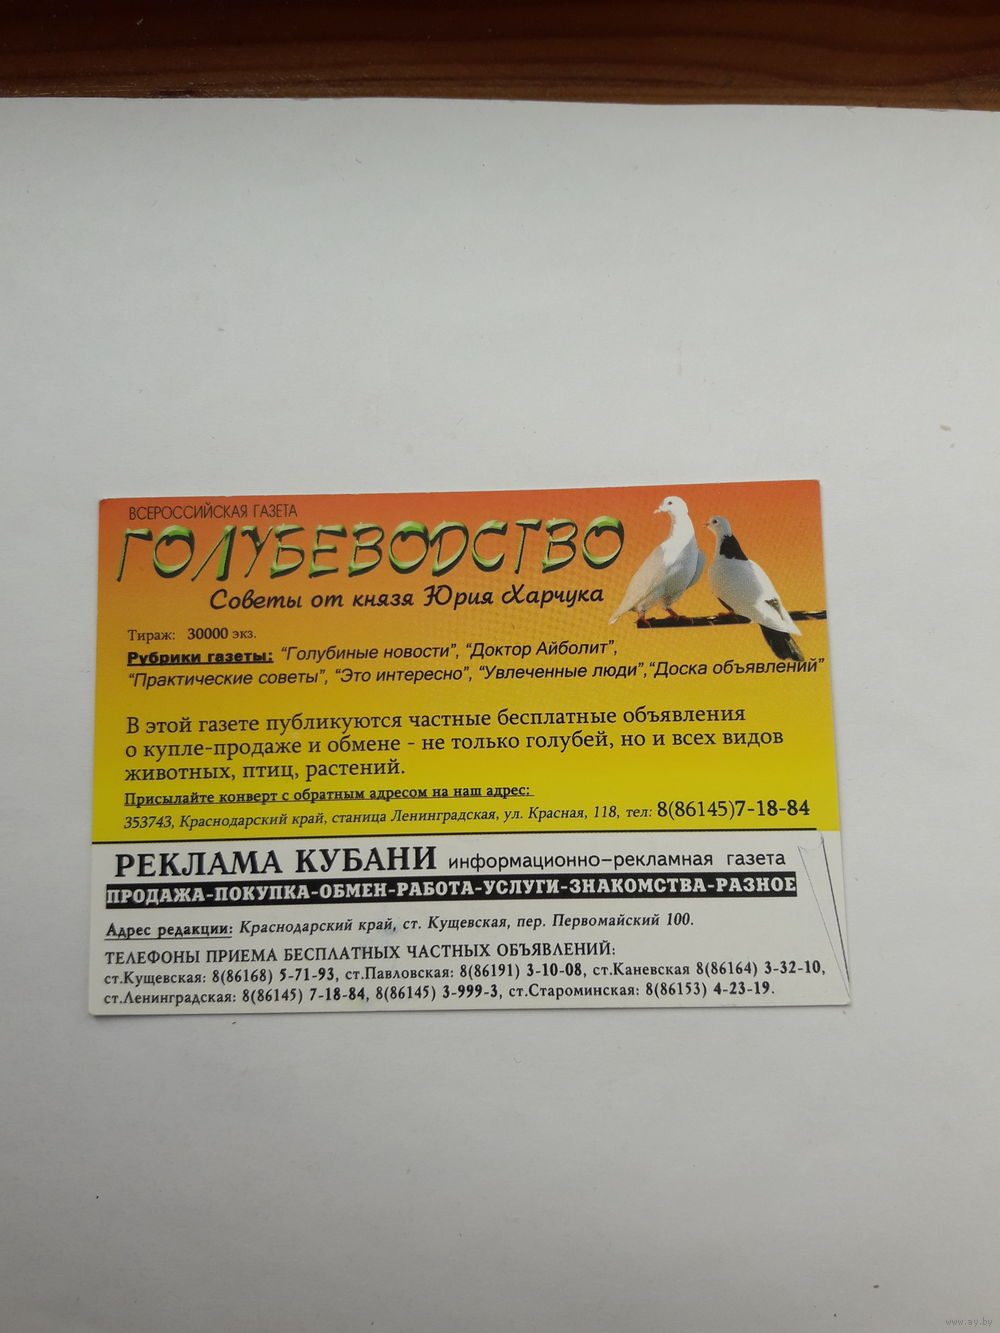 ВСЕРОССИЙСКАЯ ГАЗЕТА
ГОЛУБЕВОДСТВО
Советы от князя Юрия Харчука
Тираж: 30000 экз.
Рубрики газеты: “Голубиные новости”, “Доктор Айболит”,
“Практические советы”, “Это интересно”, “Увлеченные люди”, “Доска объявлений”
В этой газете публикуются частные бесплатные объявления
о купле-продаже и обмене - не только голубей, но и всех видов
животных, птиц, растений.
Присылайте конверт с обратным адресом на наш адрес:
353743, Краснодарский край, станица Ленинградская, ул. Красная, 118, тел: 8(86145)7-18-84
РЕКЛАМА КУБАНИ информационно-рекламная газета
ПРОДАЖА-ПОКУПКА-ОБМЕН-РАБОТА-УСЛУГИ-ЗНАКОМСТВА-РАЗНОЕ
Адрес редакции: Краснодарский край, ст. Кущевская, пер. Первомайский 100.
ТЕЛЕФОНЫ ПРИЕМА БЕСПЛАТНЫХ ЧАСТНЫХ ОБЪЯВЛЕНИЙ:
ст.Кущевская: 8(86168) 5-71-93, ст.Павловская: 8(86191) 3-10-08, ст.Каневская 8(86164) 3-32-10,
ст.Ленинградская: 8(86145) 7-18-84, 8(86145) 3-999-3, ст.Староминская: 8(86153) 4-23-19.
www.ay.by